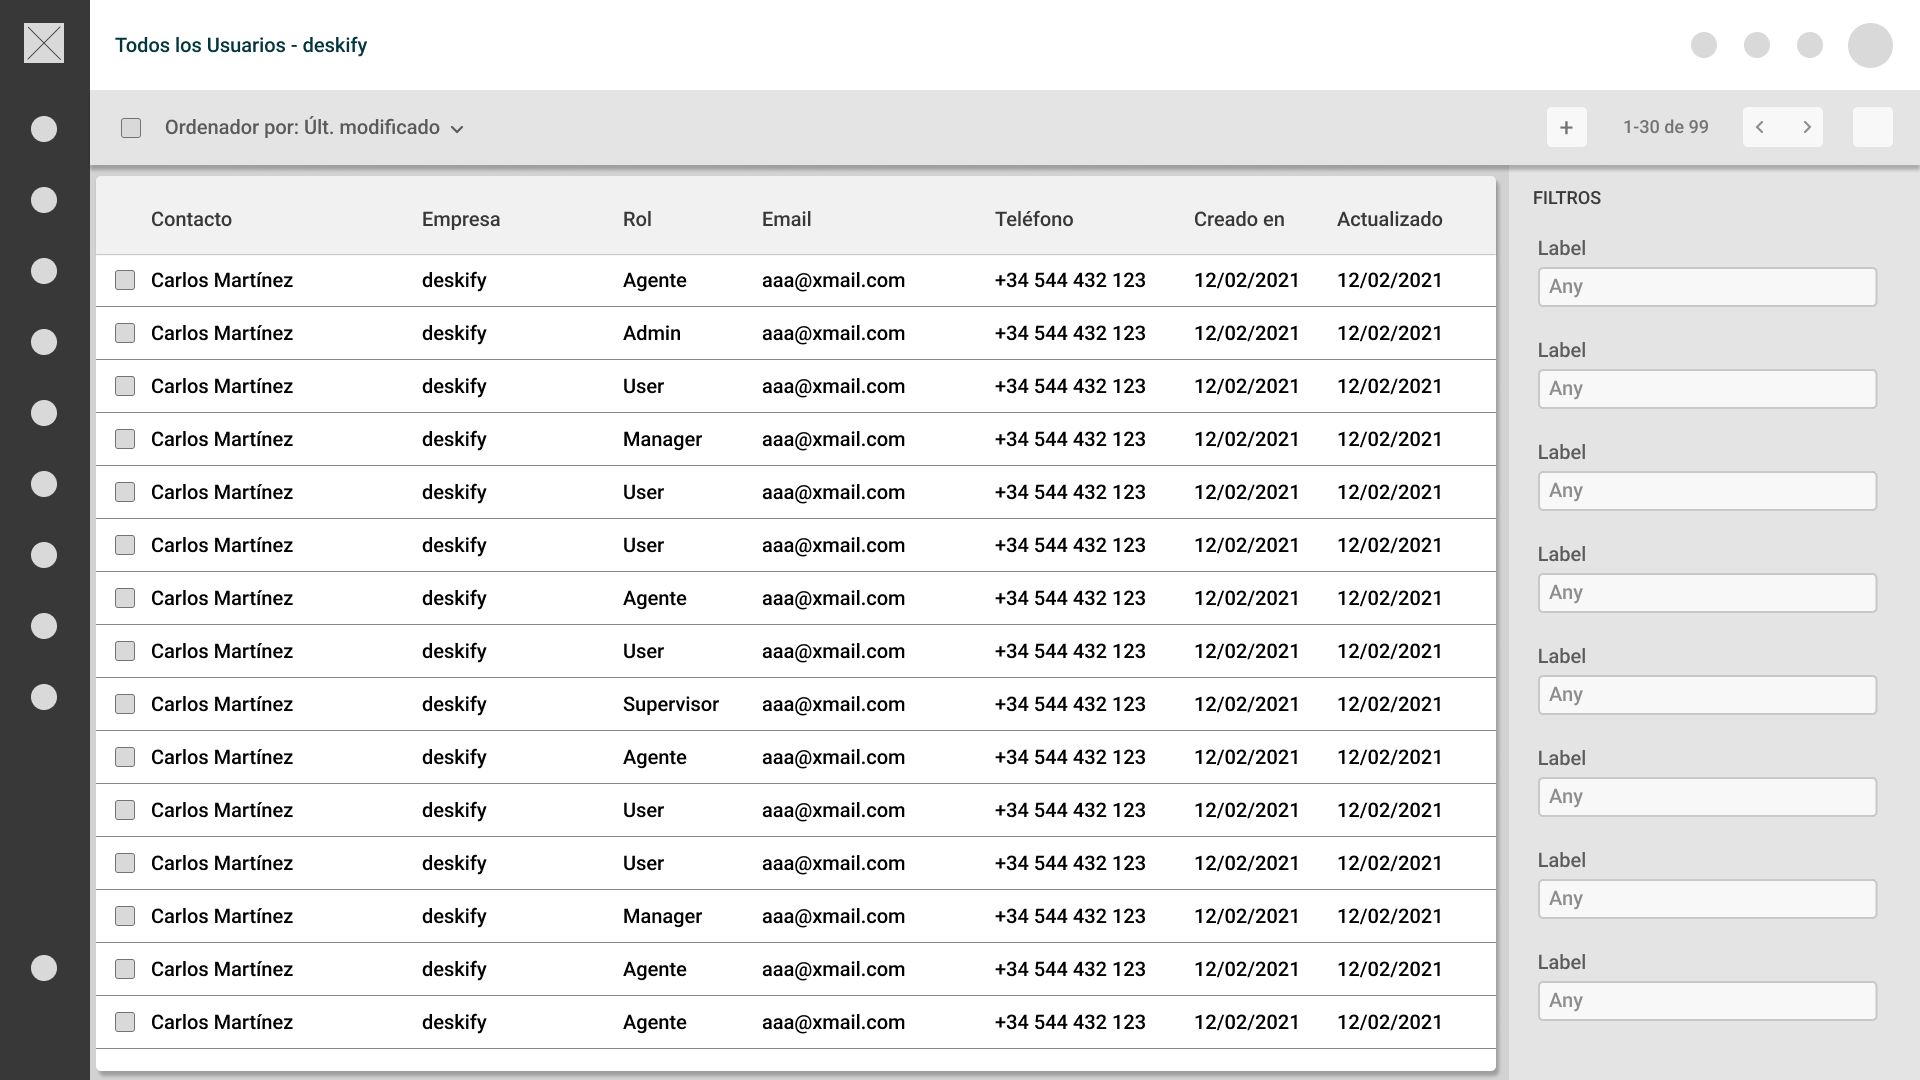 Todos los Usuarios - deskify
Ordenador por: Últ. modificado
+ 1-30 de 99 < >
Contacto Empresa Rol Email Teléfono Creado en Actualizado
Carlos Martínez deskify Agente aaa@xmail.com +34 544 432 123 12/02/2021 12/02/2021
Carlos Martínez deskify Admin aaa@xmail.com +34 544 432 123 12/02/2021 12/02/2021
Carlos Martínez deskify User aaa@xmail.com +34 544 432 123 12/02/2021 12/02/2021
Carlos Martínez deskify Manager aaa@xmail.com +34 544 432 123 12/02/2021 12/02/2021
Carlos Martínez deskify User aaa@xmail.com +34 544 432 123 12/02/2021 12/02/2021
Carlos Martínez deskify User aaa@xmail.com +34 544 432 123 12/02/2021 12/02/2021
Carlos Martínez deskify Agente aaa@xmail.com +34 544 432 123 12/02/2021 12/02/2021
Carlos Martínez deskify User aaa@xmail.com +34 544 432 123 12/02/2021 12/02/2021
Carlos Martínez deskify Supervisor aaa@xmail.com +34 544 432 123 12/02/2021 12/02/2021
Carlos Martínez deskify Agente aaa@xmail.com +34 544 432 123 12/02/2021 12/02/2021
Carlos Martínez deskify User aaa@xmail.com +34 544 432 123 12/02/2021 12/02/2021
Carlos Martínez deskify User aaa@xmail.com +34 544 432 123 12/02/2021 12/02/2021
Carlos Martínez deskify Manager aaa@xmail.com +34 544 432 123 12/02/2021 12/02/2021
Carlos Martínez deskify Agente aaa@xmail.com +34 544 432 123 12/02/2021 12/02/2021
Carlos Martínez deskify Agente aaa@xmail.com +34 544 432 123 12/02/2021 12/02/2021
FILTROS
Label
Any
Label
Any
Label
Any
Label
Any
Label
Any
Label
Any
Label
Any
Label
Any